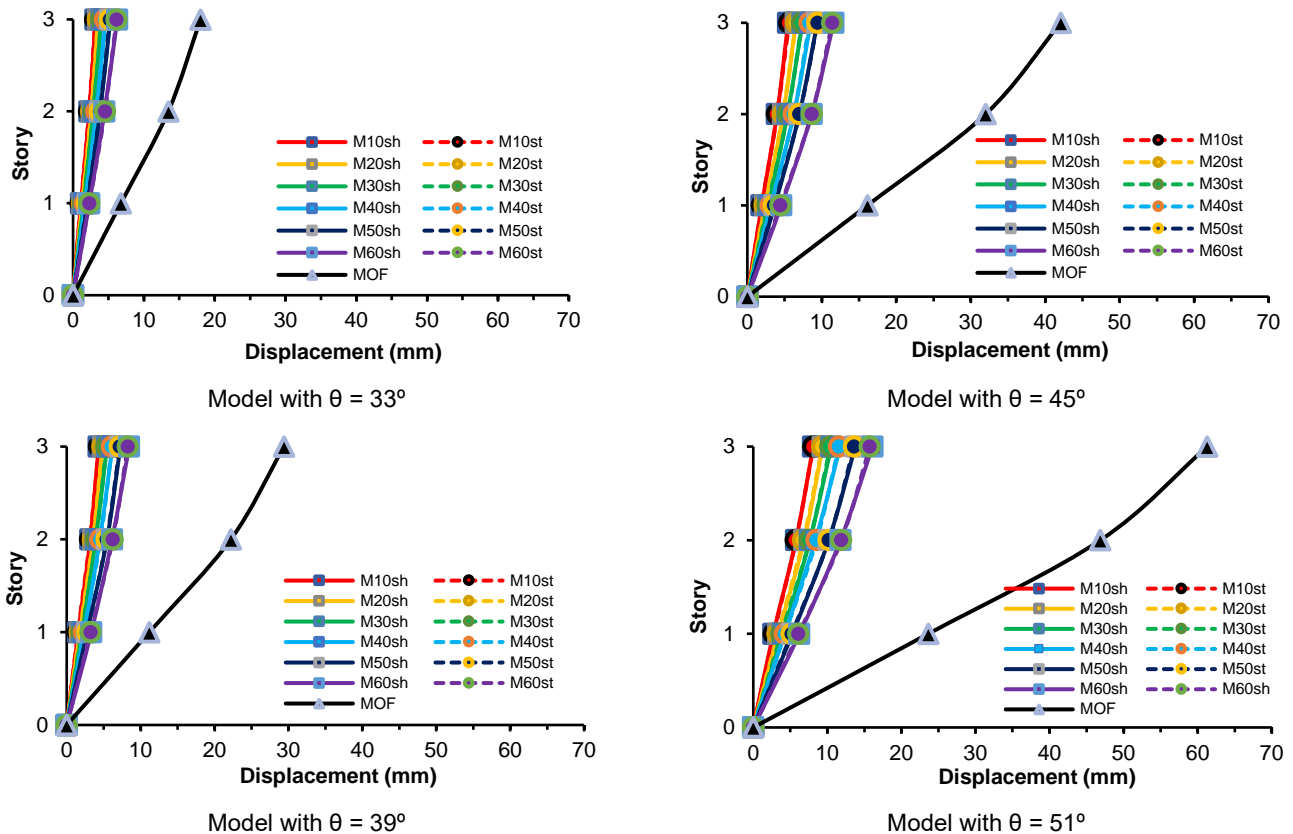 3
2
1
0
Story
M10sh M10st
M20sh M20st
M30sh M30st
M40sh M40st
M50sh M50st
M60sh M60st
MOF
0 10 20 30 40 50 60 70
Displacement (mm)
Model with θ = 33º
3
2
1
0
Story
M10sh M10st
M20sh M20st
M30sh M30st
M40sh M40st
M50sh M50st
M60sh M60st
MOF
0 10 20 30 40 50 60 70
Displacement (mm)
Model with θ = 45º
3
2
1
0
Story
M10sh M10st
M20sh M20st
M30sh M30st
M40sh M40st
M50sh M50st
M60sh M60st
MOF
0 10 20 30 40 50 60 70
Displacement (mm)
Model with θ = 39º
3
2
1
0
Story
M10sh M10st
M20sh M20st
M30sh M30st
M40sh M40st
M50sh M50st
M60sh M60sh
MOF
0 10 20 30 40 50 60 70
Displacement (mm)
Model with θ = 51º